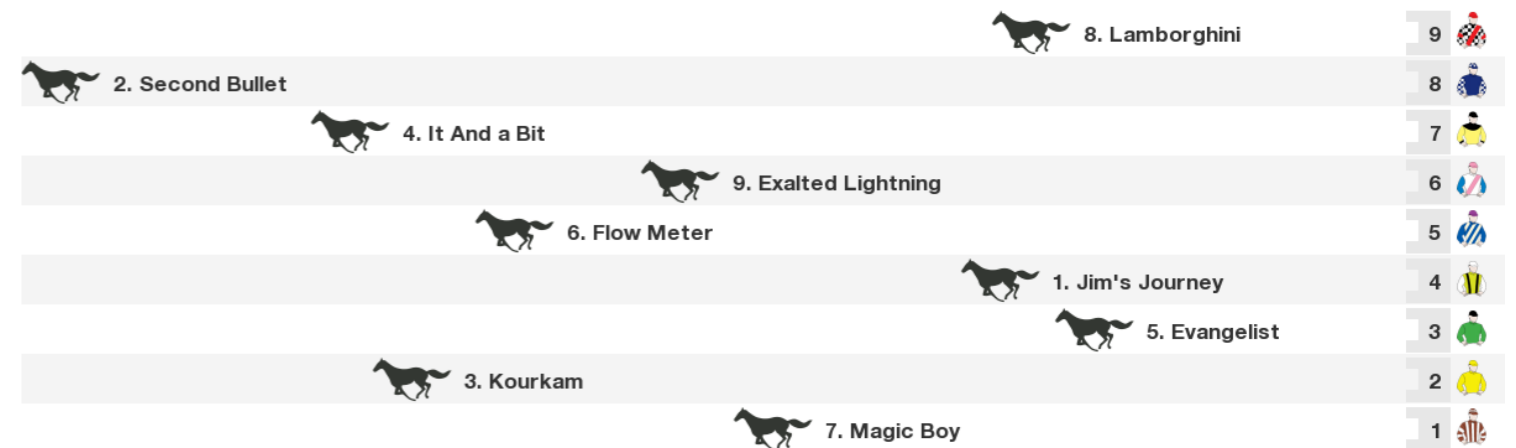 8. Lamborghini 9
2. Second Bullet 8
4. It And a Bit 7
9. Exalted Lightning 6
6. Flow Meter 5
1. Jim's Journey 4
5. Evangelist 3
3. Kourkam 2
7. Magic Boy 1